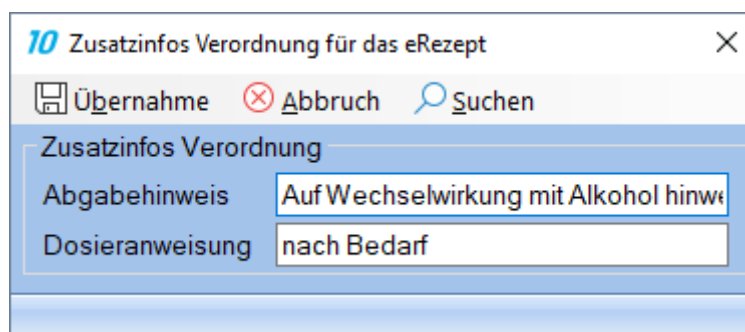 10 Zusatzinfos Verordnung für das eRezept
Übernahme Abbruch Suchen
Zusatzinfos Verordnung
Abgabehinweis Auf Wechselwirkung mit Alkohol
Dosieranweisung nach Bedarf